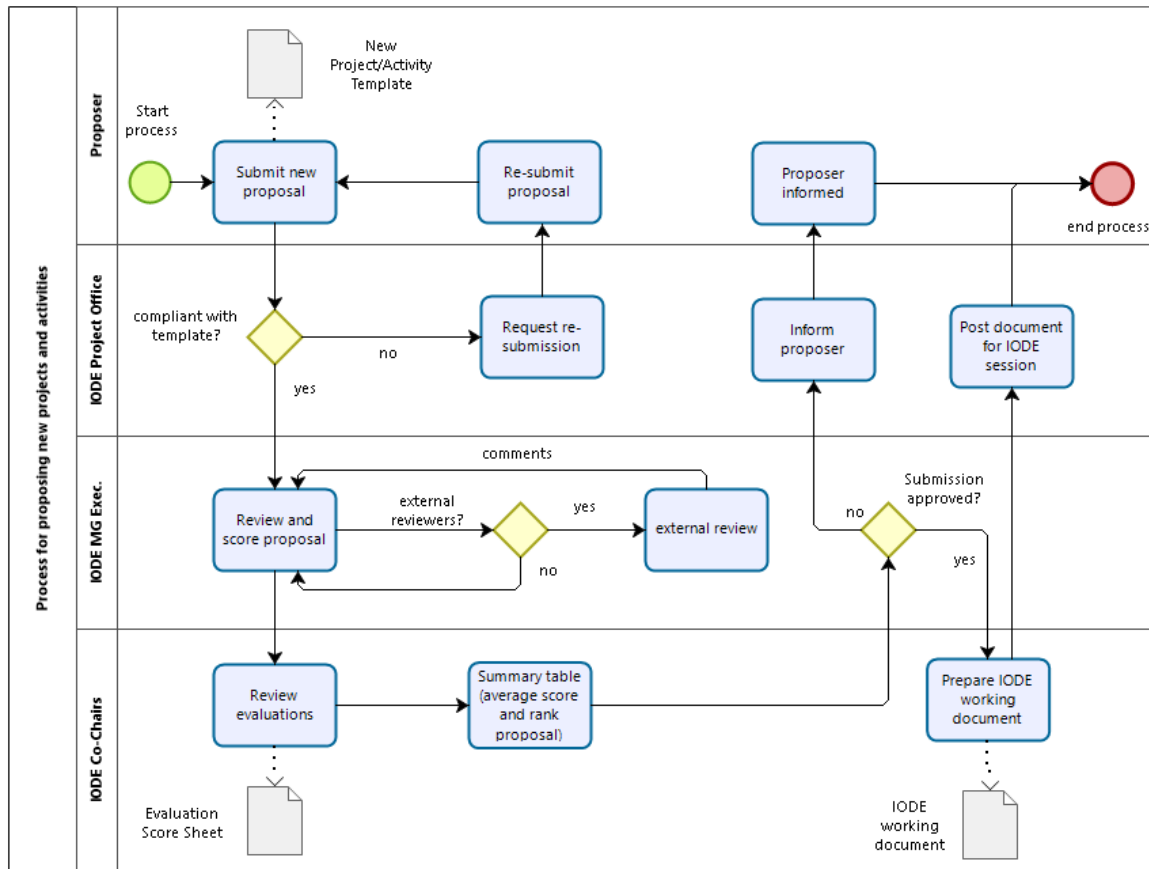 Process for proposing new projects and activities
Proposer
New
Project/Activity
Template
Start
process
Submit new
proposal
Re-submit
proposal
Proposer
informed
end process
IODE Project Office
compliant with
template?
no
yes
Request re-
submission
Inform
proposer
Post document
for IODE
session
IODE MG Exec.
comments
Review and
score proposal
external
reviewers?
yes
no
external review
Submission
approved?
no
yes
IODE Co-Chairs
Review
evaluations
Summary table
(average score
and rank
proposal)
Prepare IODE
working
document
Evaluation
Score Sheet
IODE
working
document